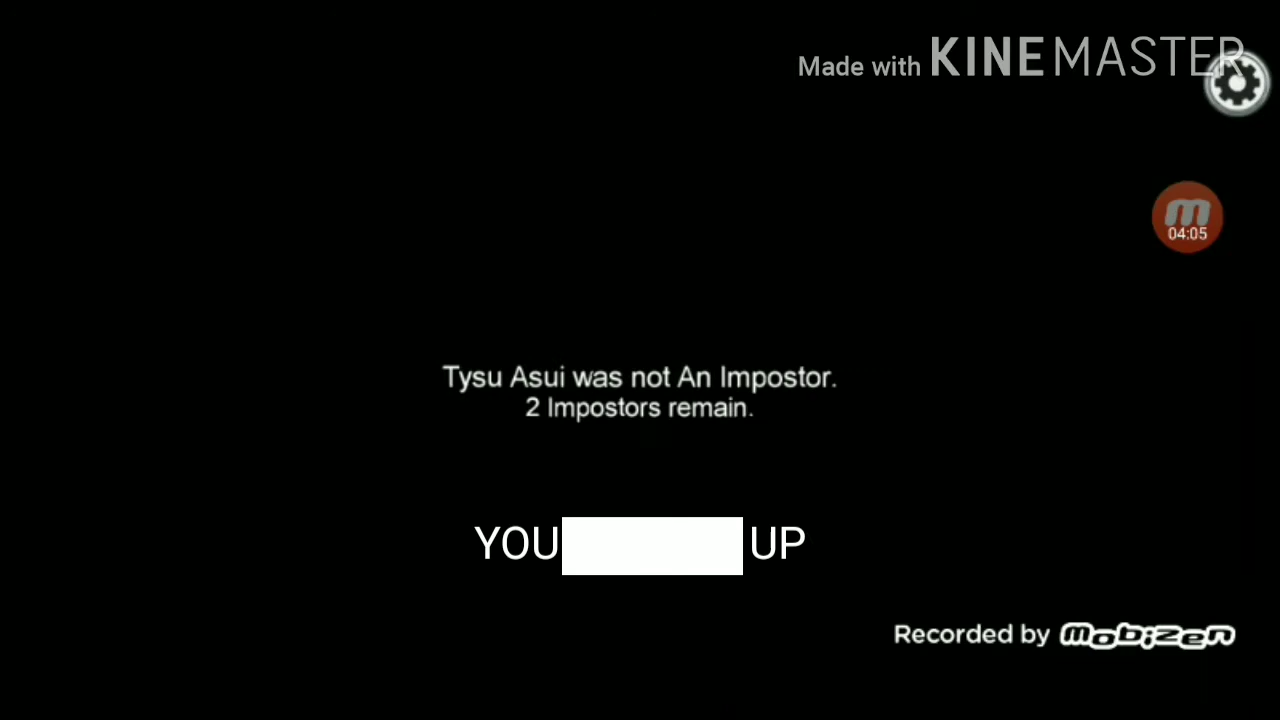 Made with KINEMASTER
04:05
Tysu Asui was not An Impostor.
2 Impostors remain.
YOU UP
Recorded by mobizen